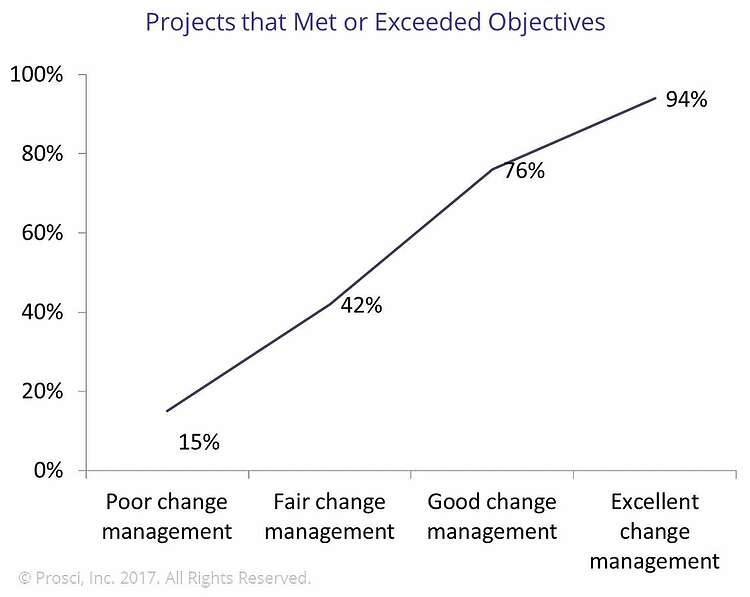 Projects that Met or Exceeded Objectives
100%
80%
60%
40%
20%
0%
15%
42%
76%
94%
Poor change
management
Fair change
management
Good change
management
Excellent
change
management
© Prosci, Inc. 2017. All Rights Reserved.